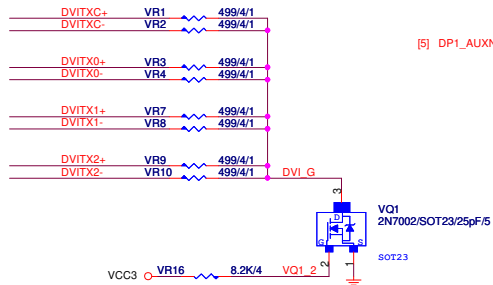 DVITXC+ VR1 499/4/1
DVITXC- VR2 499/4/1
[5] DP1_AUXN
DVITX0+ VR3 499/4/1
DVITX0- VR4 499/4/1
DVITX1+ VR7 499/4/1
DVITX1- VR8 499/4/1
DVITX2+ VR9 499/4/1
DVITX2- VR10 499/4/1 DVI_G
3
VQ1
2N7002/SOT23/25pF/5
D
G S
SOT23
2 1
VCC3 VR16 8.2K/4 VQ1_2